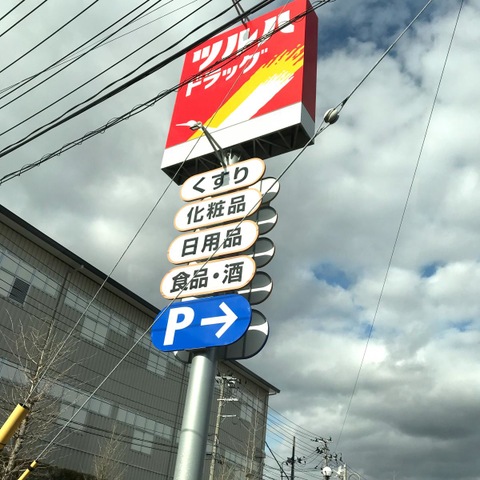 ツルハ
ドラッグ
くすり
化粧品
日用品
食品・酒
P→